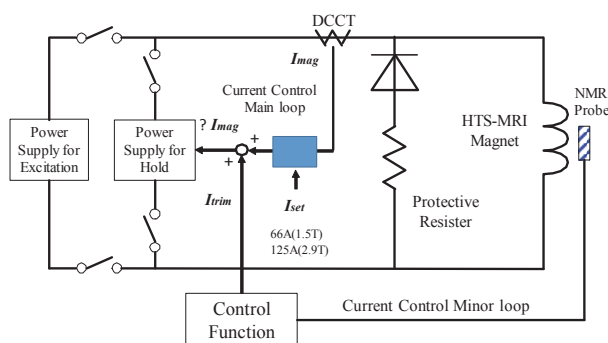 DCCT
Imag
Current Control
Main loop
NMR
Probe
HTS-MRI
Magnet
Power
Supply for
Excitation
Power
Supply for
Hold
? Imag
+
+
Itrim
Iset
66A(1.5T)
125A(2.9T)
Protective
Resister
Control
Function
Current Control Minor loop